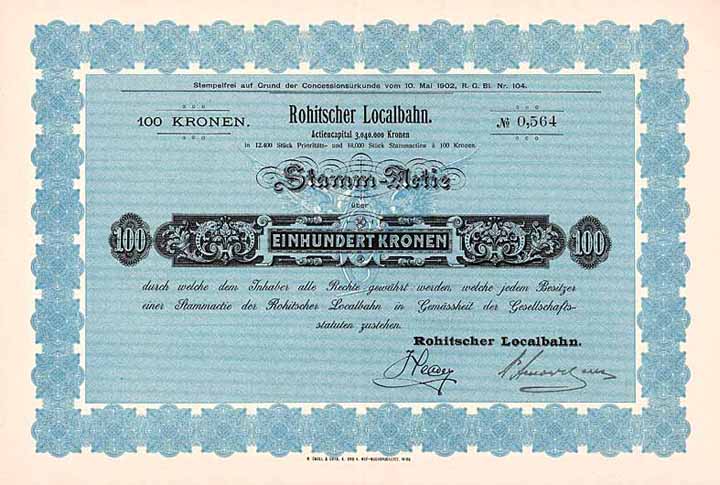 Stempelfrei auf Grund der Concessionsurkunde vom 10. Mai 1902, R. G. Bl. Nr. 104.
100 KRONEN.
Rohitscher Localbahn.
№ 0,564
Actiencapital 3,040.000 Kronen
in 12.400 Stück Prioritäts- und 18,000 Stück Stammactien à 100 Kronen.
Stamm-Actie
über
100 EINHUNDERT KRONEN 100
durch welche dem Inhaber alle Rechte gewährt werden, welche jedem Besitzer
einer Stammactie der Rohitscher Localbahn in Gemässheit der Gesellschafts-
statuten zustehen.
Rohitscher Localbahn.